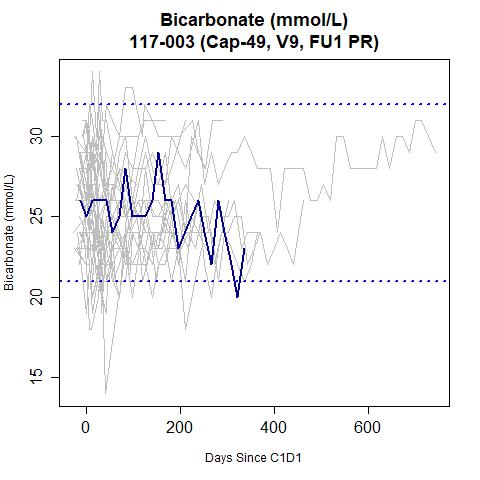 Bicarbonate (mmol/L)
117-003 (Cap-49, V9, FU1 PR)
Bicarbonate (mmol/L)
30
25
20
15
0 200 400 600
Days Since C1D1